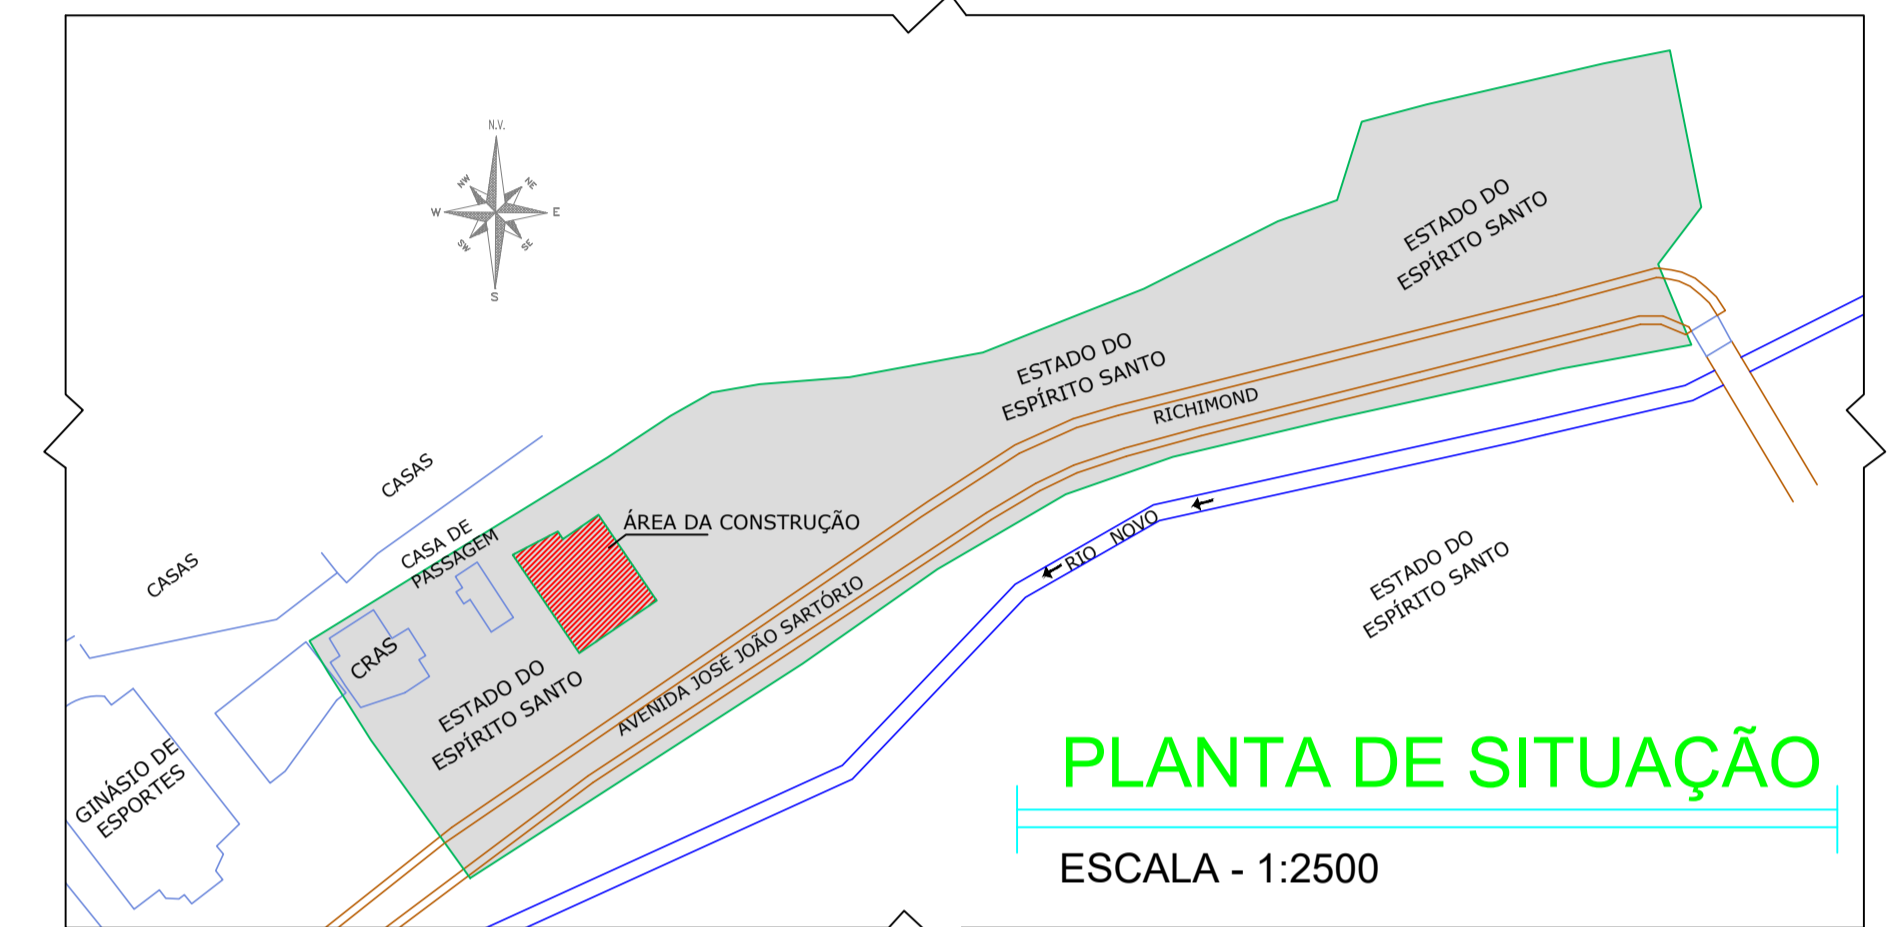 N.V.
NW
NE
W
E
SW
SE
S
ESTADO DO
ESPÍRITO SANTO
ESTADO DO
ESPÍRITO SANTO
RICHIMOND
CASAS
CASAS
CASA DE
PASSAGEM
ÁREA DA CONSTRUÇÃO
RIO NOVO
ESTADO DO
ESPÍRITO SANTO
CRAS
ESTADO DO
ESPÍRITO SANTO
AVENIDA JOSÉ JOÃO SARTÓRIO
GINÁSIO DE
ESPORTES
PLANTA DE SITUAÇÃO
ESCALA - 1:2500